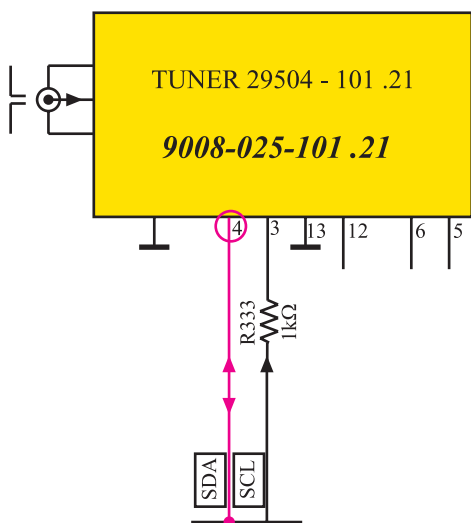 TUNER 29504 - 101 .21
9008-025-101 .21
4
3
13
12
6
5
R333
1kΩ
SDA
SCL